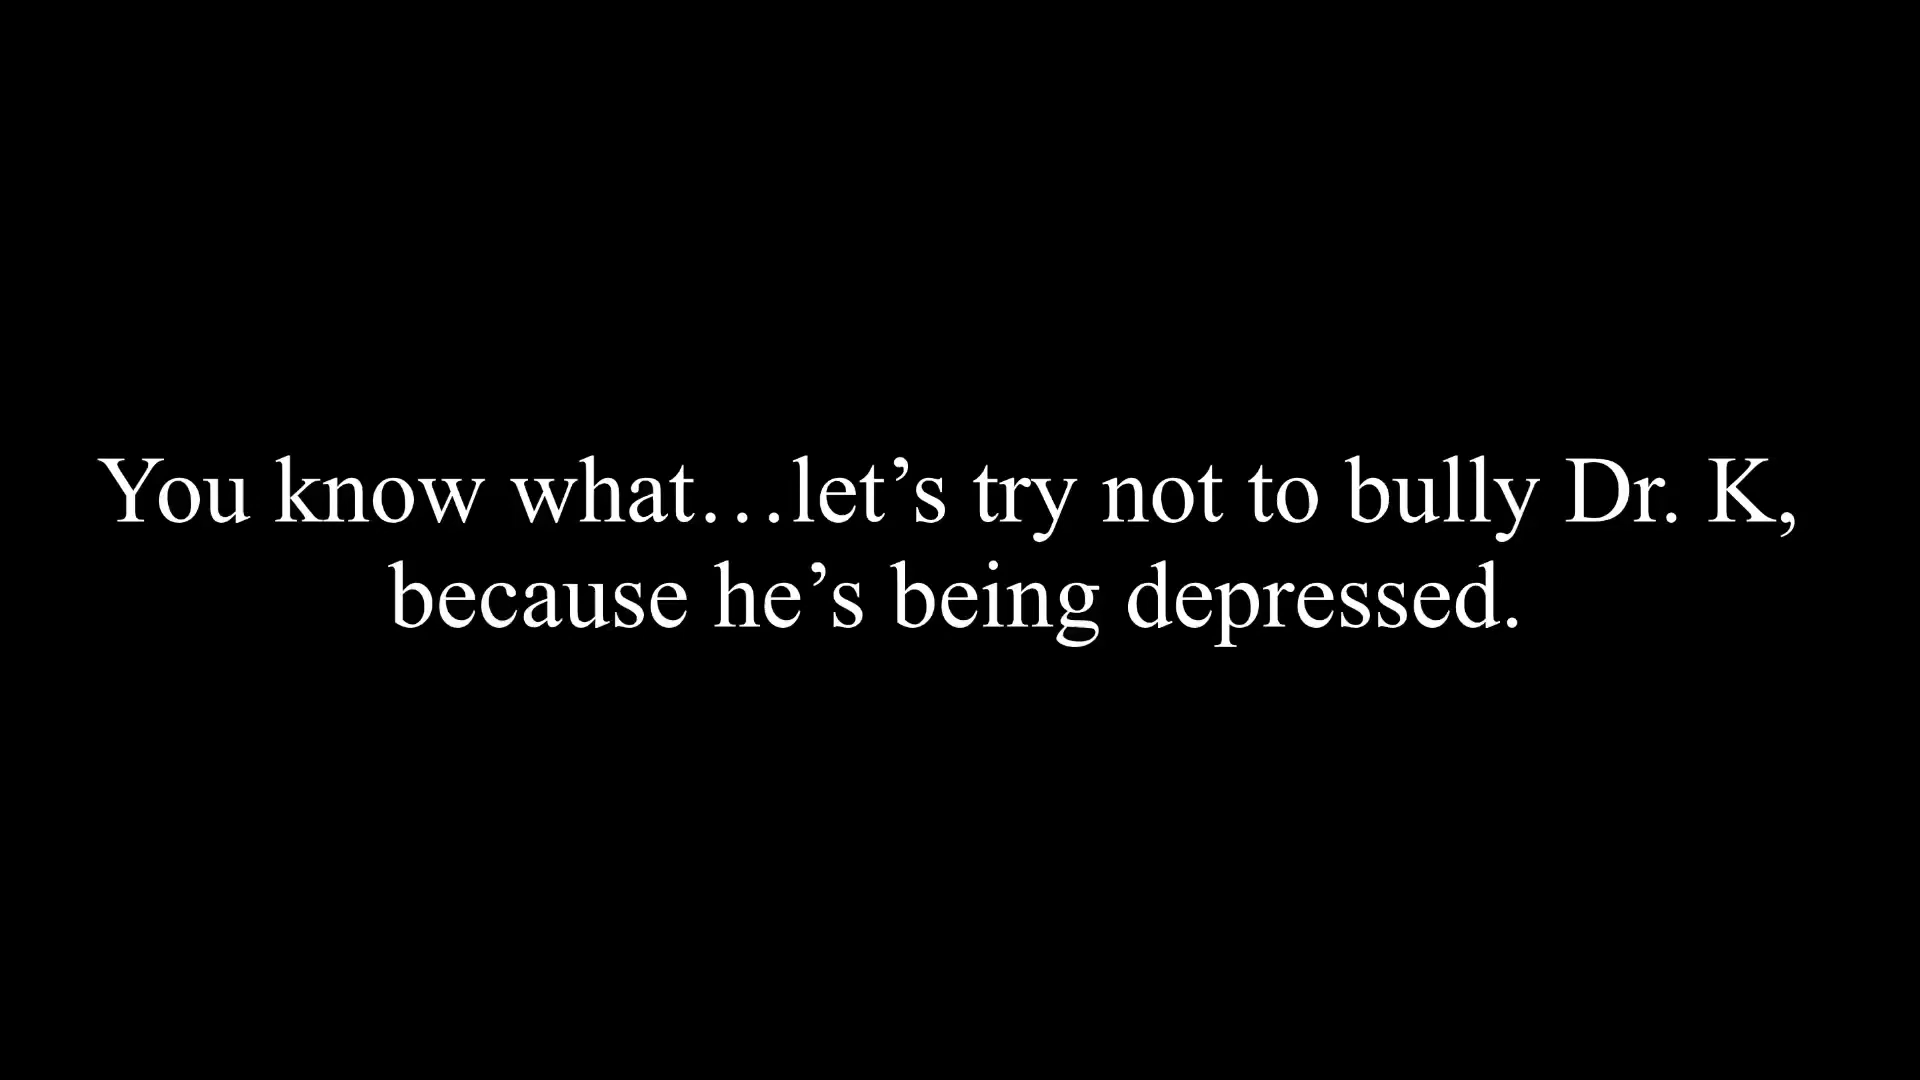 You know what…let’s try not to bully Dr. K,
because he’s being depressed.